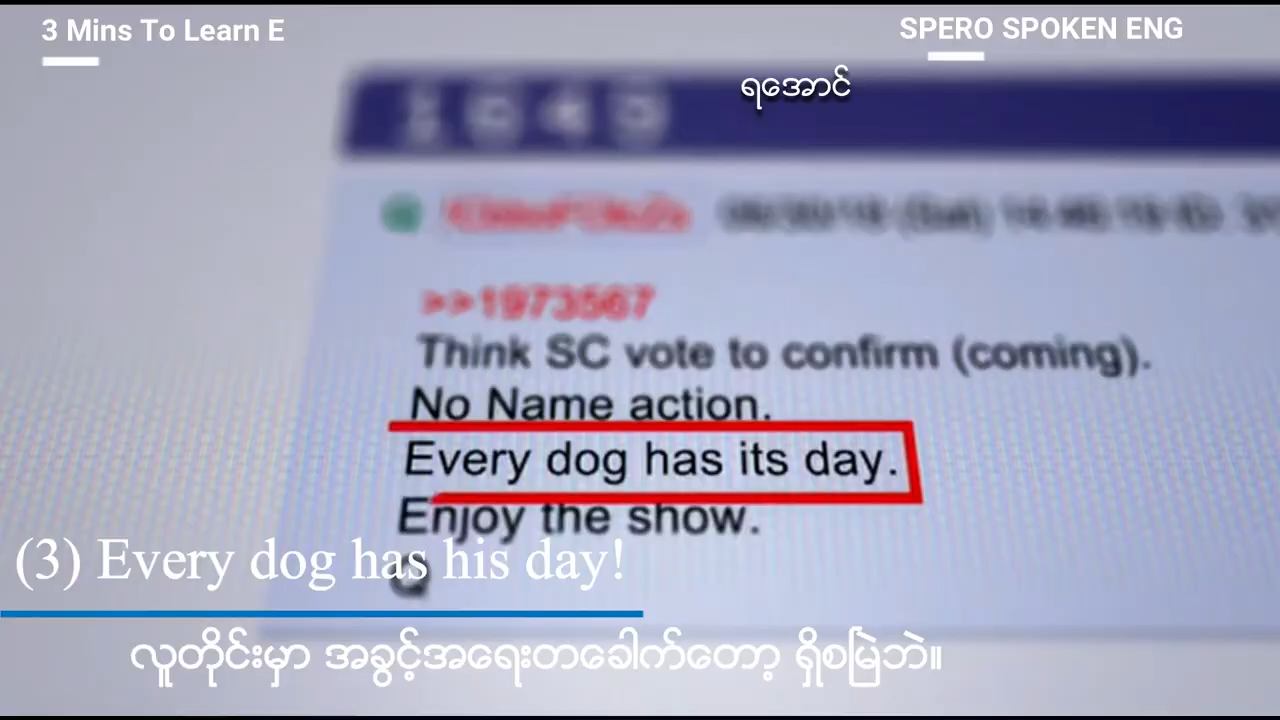 3 Mins To Learn E
SPERO SPOKEN ENG
ရအောင်
>>1973567
Think SC vote to confirm (coming).
No Name action.
Every dog has its day.
Enjoy the show.
(3) Every dog has his day!
လူတိုင်းမှာ အခွင့်အရေးတခေါက်တော့ ရှိစမြဲဘဲ။